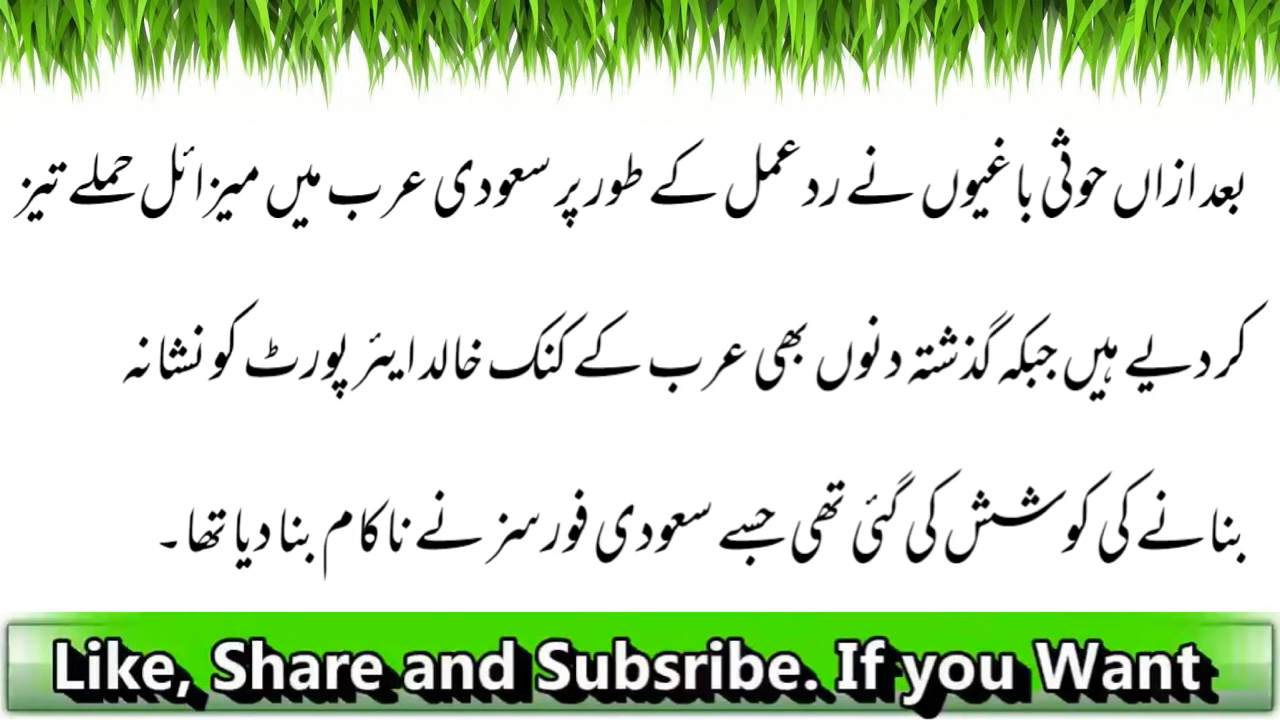 بعد ازاں حوثی باغیوں نے رد عمل کے طور پر سعودی عرب میں میزائل حملے تیز
کر دیے ہیں جبکہ گذشتہ دنوں بھی عرب کے کنک خالد ایئر پورٹ کو نشانہ
بنانے کی کوشش کی گئی تھی جسے سعودی فورسز نے ناکام بنا دیا تھا۔
Like, Share and Subsribe. If you Want